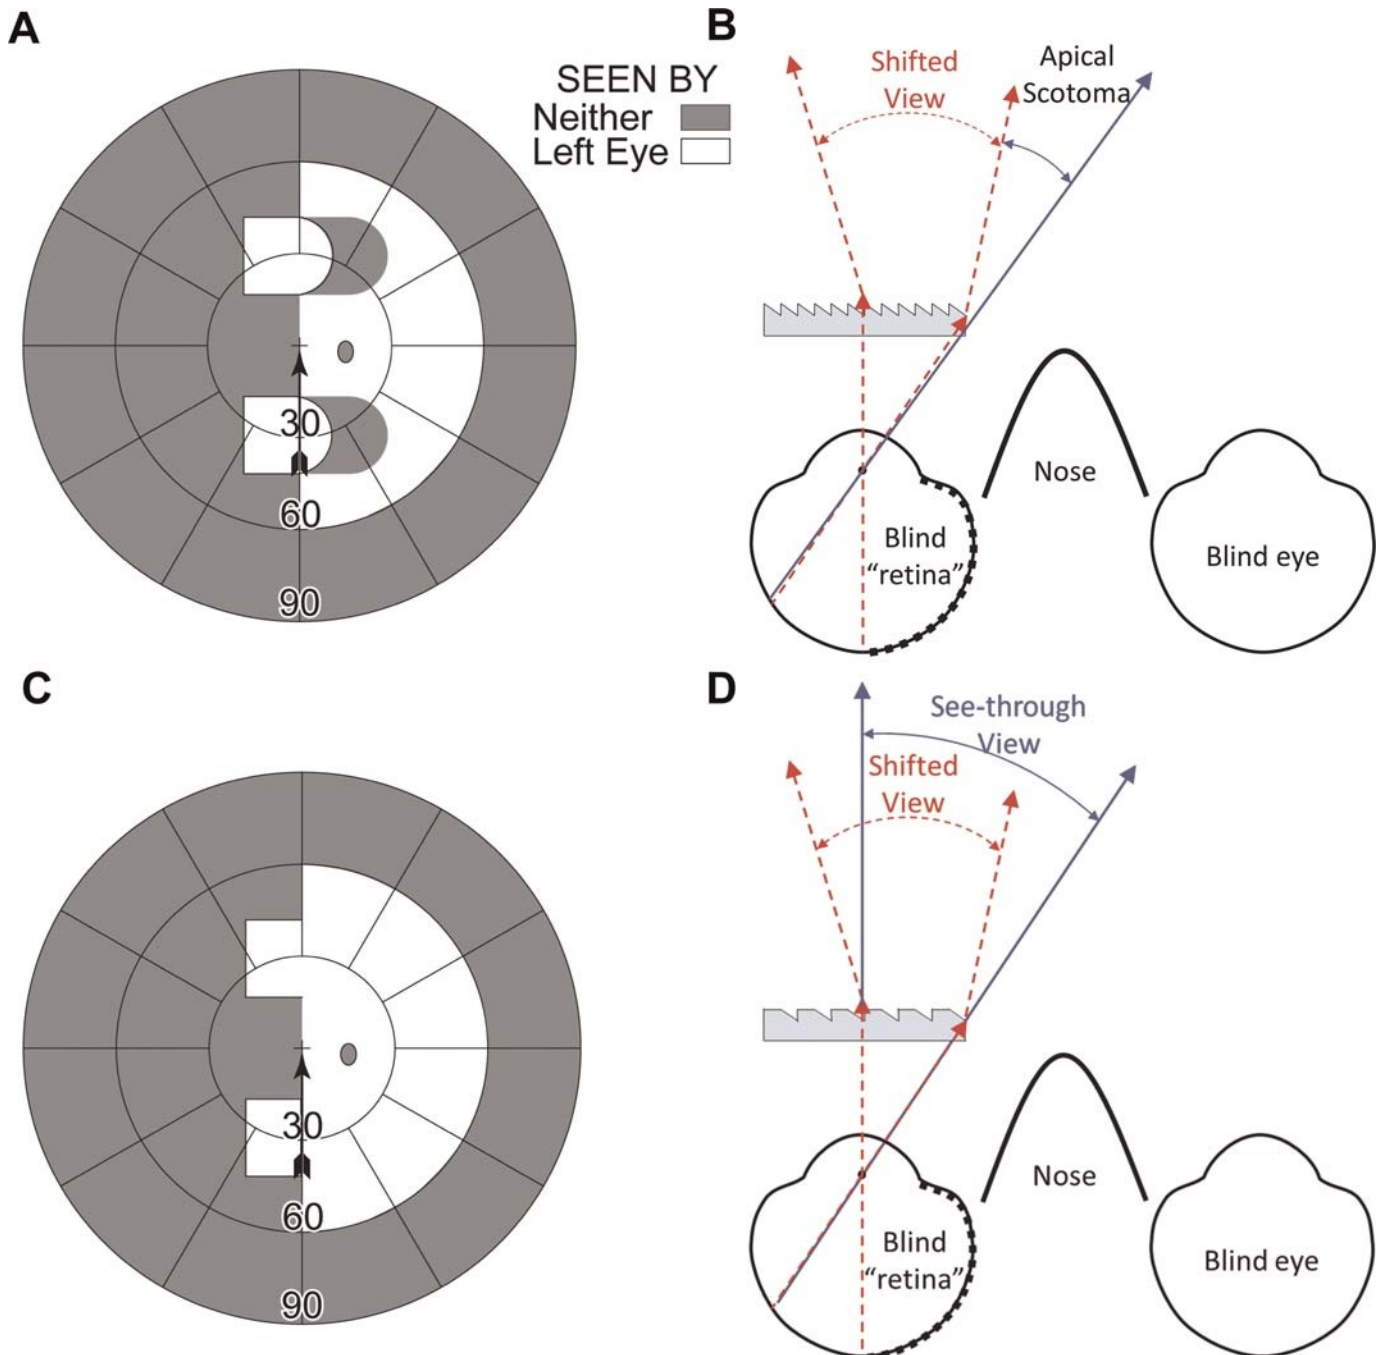 A
SEEN BY
Neither
Left Eye
30
60
90
B
Shifted
View
Apical
Scotoma
Nose
Blind
“retina”
Blind eye
C
30
60
90
D
See-through
View
Shifted
View
Nose
Blind
“retina”
Blind eye